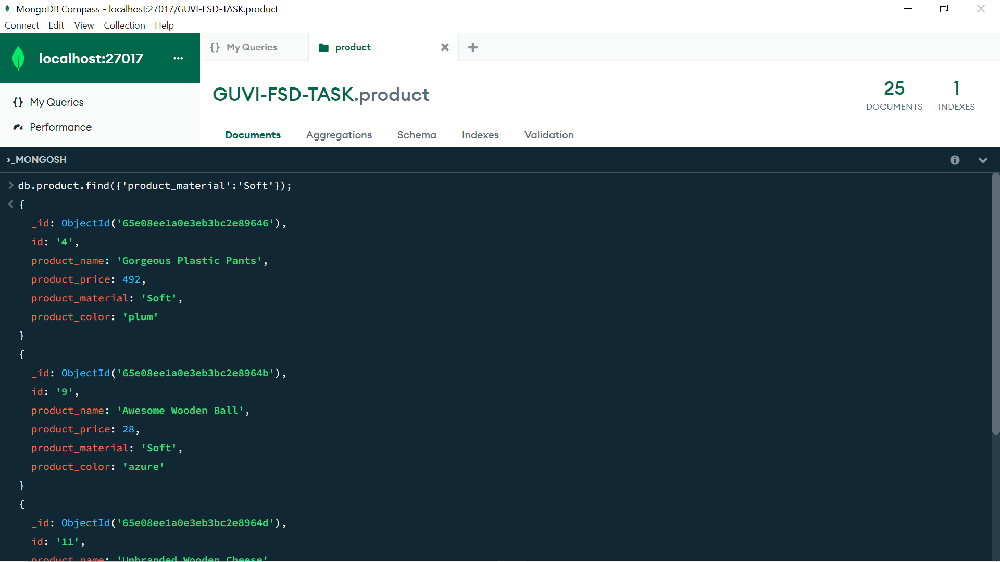 MongoDB Compass - localhost:27017/GUVI-FSD-TASK.product
Connect Edit View Collection Help
localhost:27017 ...
{} My Queries
product
My Queries
Performance
GUVI-FSD-TASK.product
25
DOCUMENTS
1
INDEXES
Documents Aggregations Schema Indexes Validation
>_MONGOSH
> db.product.find({'product_material':'Soft'});
< {
_id: ObjectId('65e08ee1a0e3eb3bc2e89646'),
id: '4',
product_name: 'Gorgeous Plastic Pants',
product_price: 492,
product_material: 'Soft',
product_color: 'plum'
}
{
_id: ObjectId('65e08ee1a0e3eb3bc2e8964b'),
id: '9',
product_name: 'Awesome Wooden Ball',
product_price: 28,
product_material: 'Soft',
product_color: 'azure'
}
{
_id: ObjectId('65e08ee1a0e3eb3bc2e8964d'),
id: '11',
product_name: 'Unbranded Wooden Cheese'